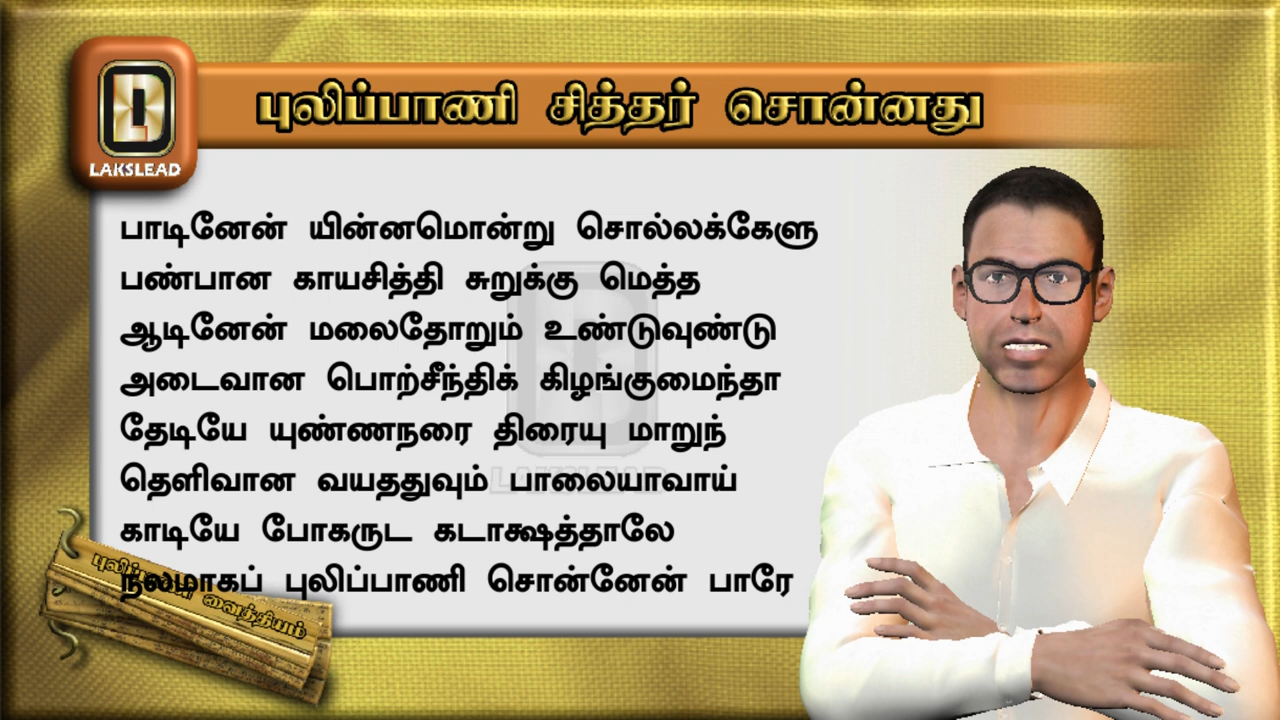 புலிப்பாணி சித்தர் சொன்னது
LAKSLEAD
பாடினேன் யின்னமொன்று சொல்லக்கேளு
பண்பான காயசித்தி சுறுக்கு மெத்த
ஆடினேன் மலைதோறும் உண்டுவுண்டு
அடைவான பொற்சீந்திக் கிழங்குமைந்தா
தேடியே யுண்ணநரை திரையு மாறுந்
தெளிவான வயததுவும் பாலையாவாய்
காடியே போகருட கடாக்ஷத்தாலே
நலமாகப் புலிப்பாணி சொன்னேன் பாரே
LAKSLEAD
புலிப்பாணி வைத்தியம்